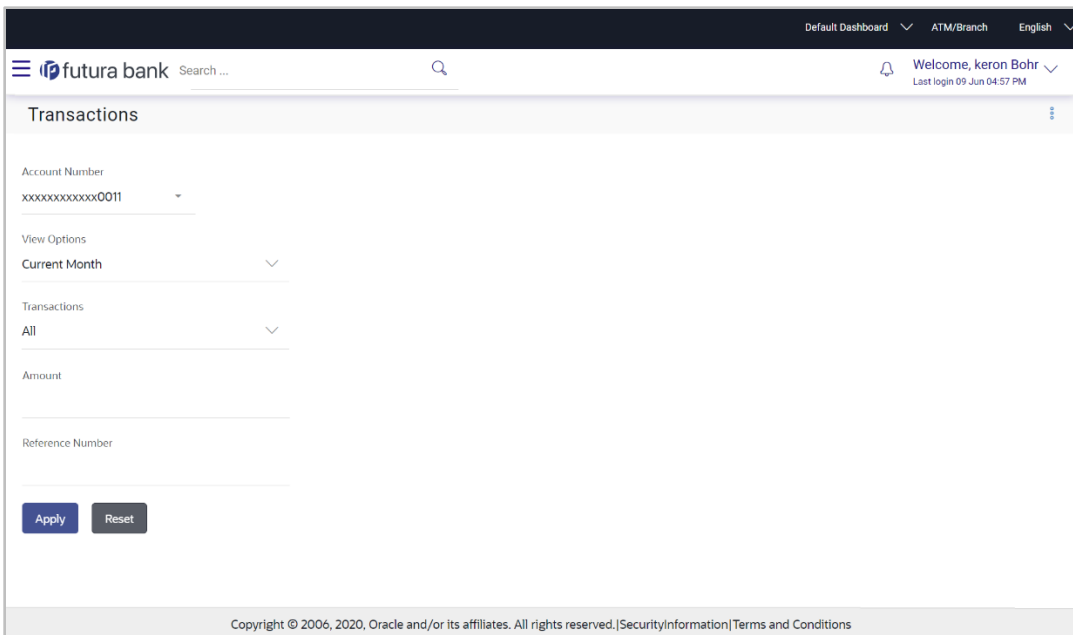 Default Dashboard ATM/Branch English
futura bank Search ... Welcome, keron Bohr
Last login 09 Jun 04:57 PM
Transactions
Account Number
xxxxxxxxxxxx0011
View Options
Current Month
Transactions
All
Amount
Reference Number
Apply Reset
Copyright © 2006, 2020, Oracle and/or its affiliates. All rights reserved.|SecurityInformation|Terms and Conditions